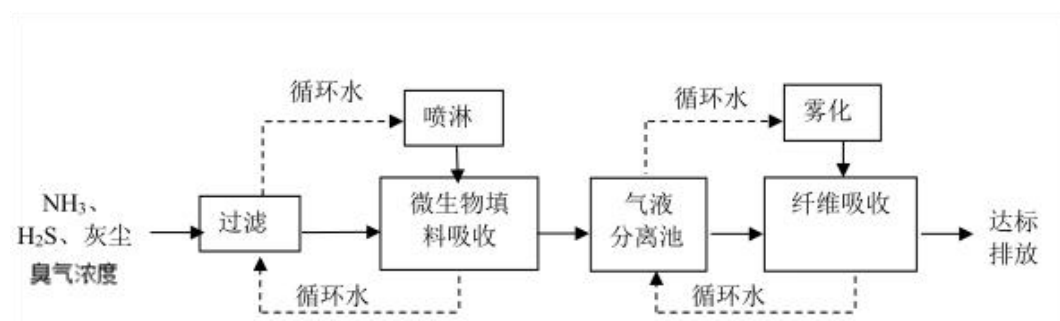 循环水
喷淋
循环水
雾化
NH3、
H2S、灰尘
臭气浓度
过滤
微生物填
料吸收
气液
分离池
纤维吸收
达标
排放
循环水
循环水